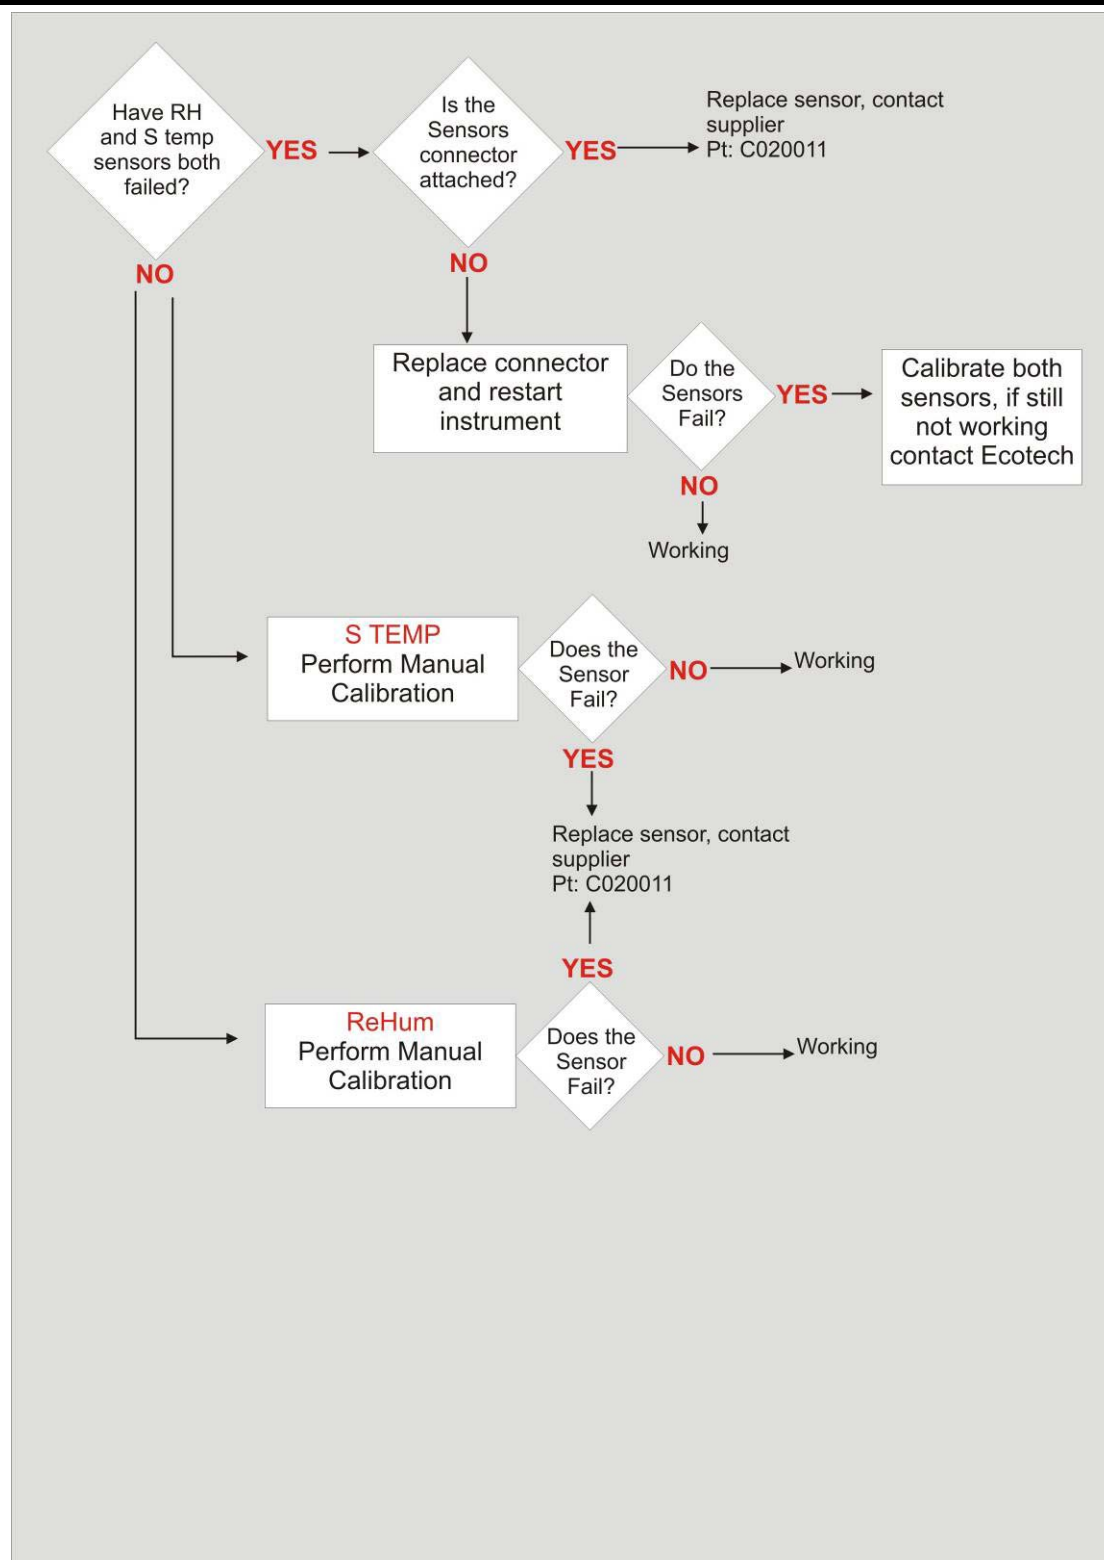 Have RH
and S temp
sensors both
failed?
YES
Is the
Sensors
connector
attached?
YES
Replace sensor, contact
supplier
Pt: C020011
NO
NO
Replace connector
and restart
instrument
Do the
Sensors
Fail?
YES
Calibrate both
sensors, if still
not working
contact Ecotech
NO
Working
S TEMP
Perform Manual
Calibration
Does the
Sensor
Fail?
NO
Working
YES
Replace sensor, contact
supplier
Pt: C020011
YES
ReHum
Perform Manual
Calibration
Does the
Sensor
Fail?
NO
Working